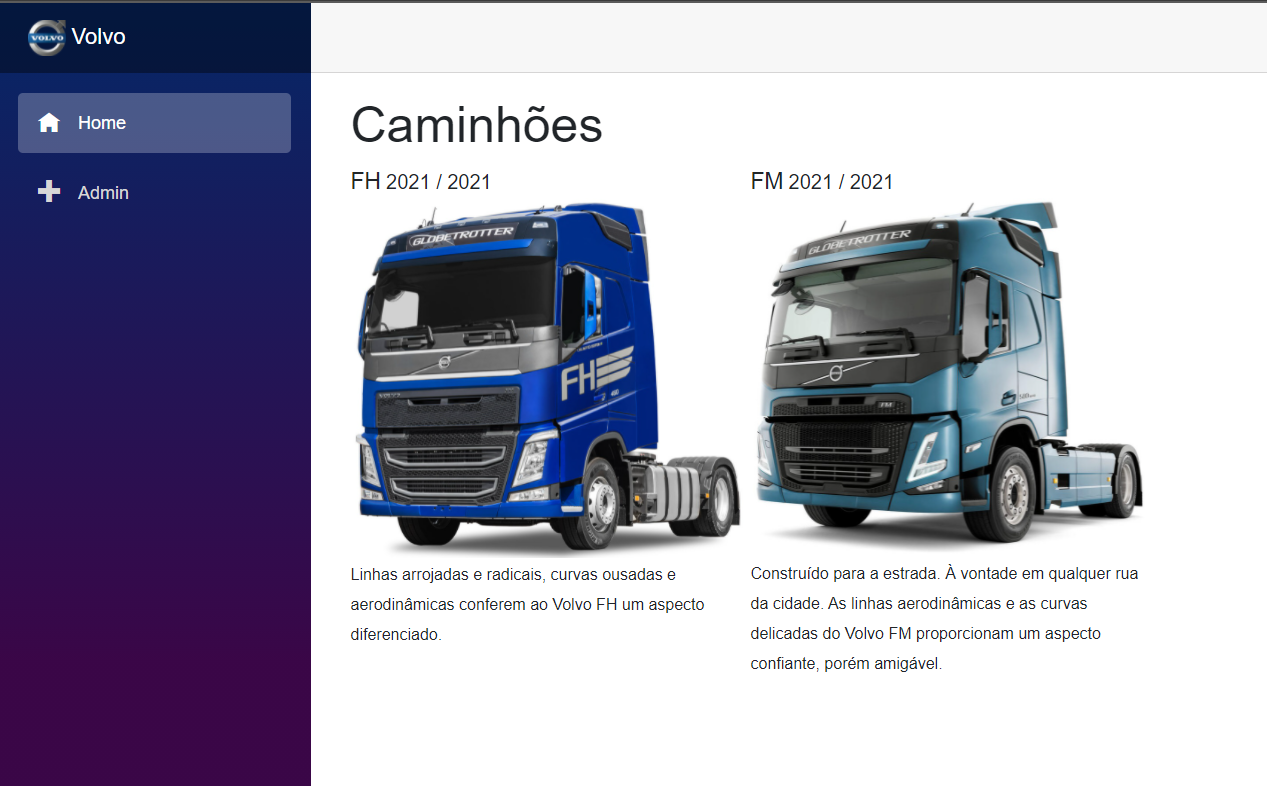 VOLVO Volvo
Home
Admin
Caminhões
FH 2021 / 2021
GLOBETROTTER
FH
VOLVO
Linhas arrojadas e radicais, curvas ousadas e
aerodinâmicas conferem ao Volvo FH um aspecto
diferenciado.
FM 2021 / 2021
GLOBETROTTER
FM
Construído para a estrada. À vontade em qualquer rua
da cidade. As linhas aerodinâmicas e as curvas
delicadas do Volvo FM proporcionam um aspecto
confiante, porém amigável.